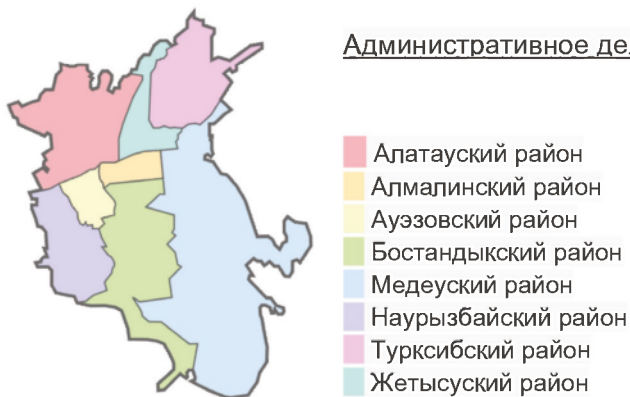 Административное де
Алатауский район
Алмалинский район
Ауэзовский район
Бостандыкский район
Медеуский район
Наурызбайский район
Турксибский район
Жетысуский район